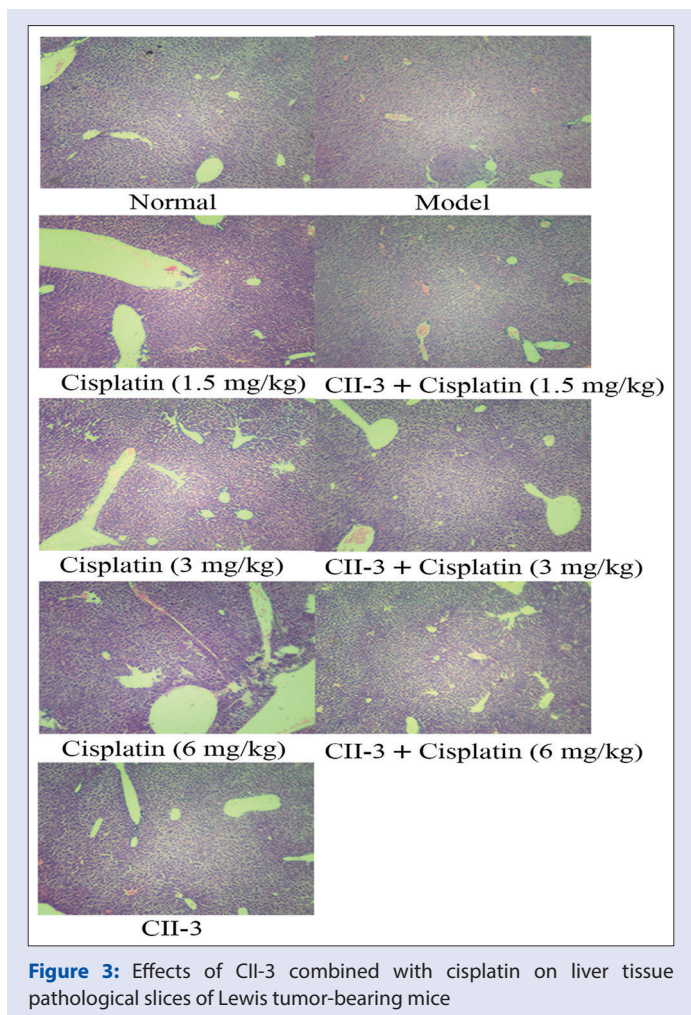 Normal
Model
Cisplatin (1.5 mg/kg)
CII-3 + Cisplatin (1.5 mg/kg)
Cisplatin (3 mg/kg)
CII-3 + Cisplatin (3 mg/kg)
Cisplatin (6 mg/kg)
CII-3 + Cisplatin (6 mg/kg)
CII-3
Figure 3: Effects of CII-3 combined with cisplatin on liver tissue
pathological slices of Lewis tumor-bearing mice